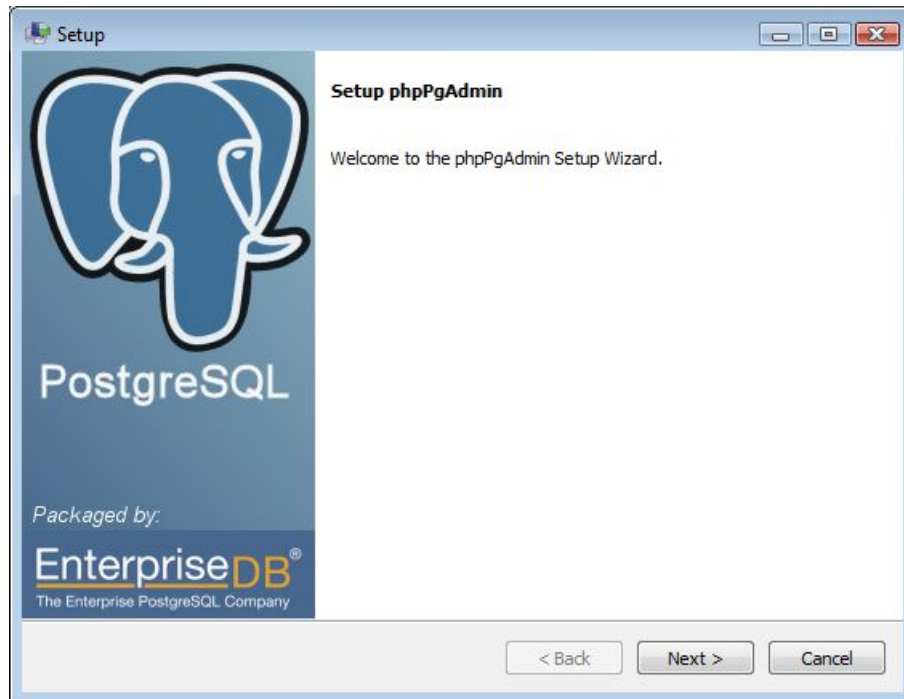 Setup
Setup phpPgAdmin
Welcome to the phpPgAdmin Setup Wizard.
PostgreSQL
Packaged by:
EnterpriseDB®
The Enterprise PostgreSQL Company
< Back
Next >
Cancel